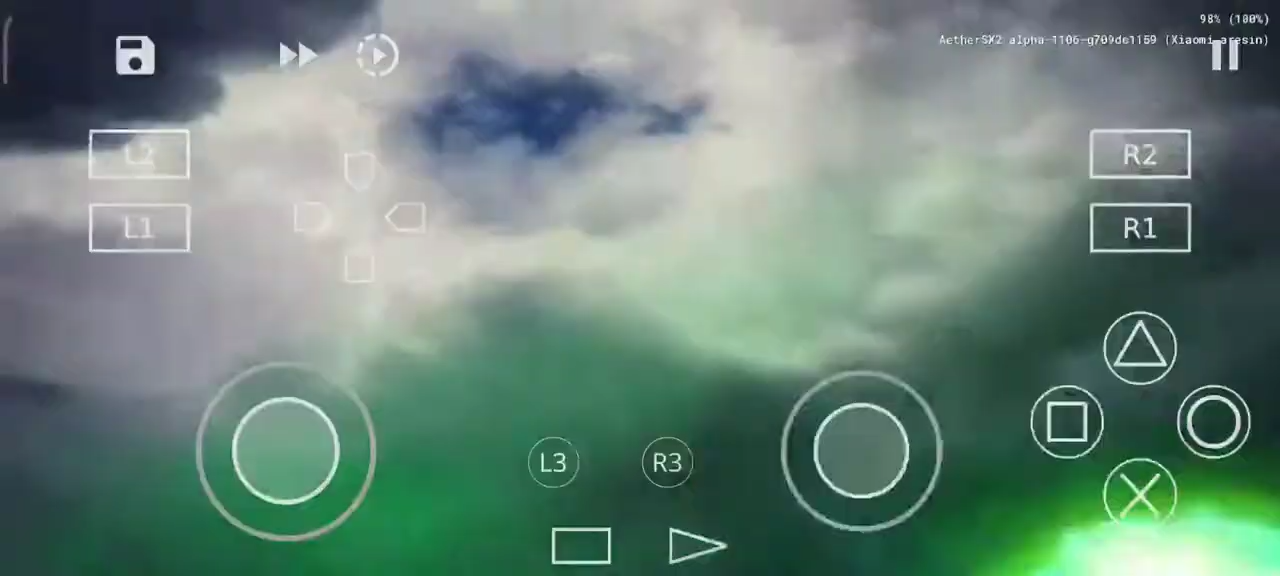 98% (100%)
AetherSX2 alpha-1106-g709de1159 (Xiaomi aresin)
L2
R2
L1
R1
L3
R3